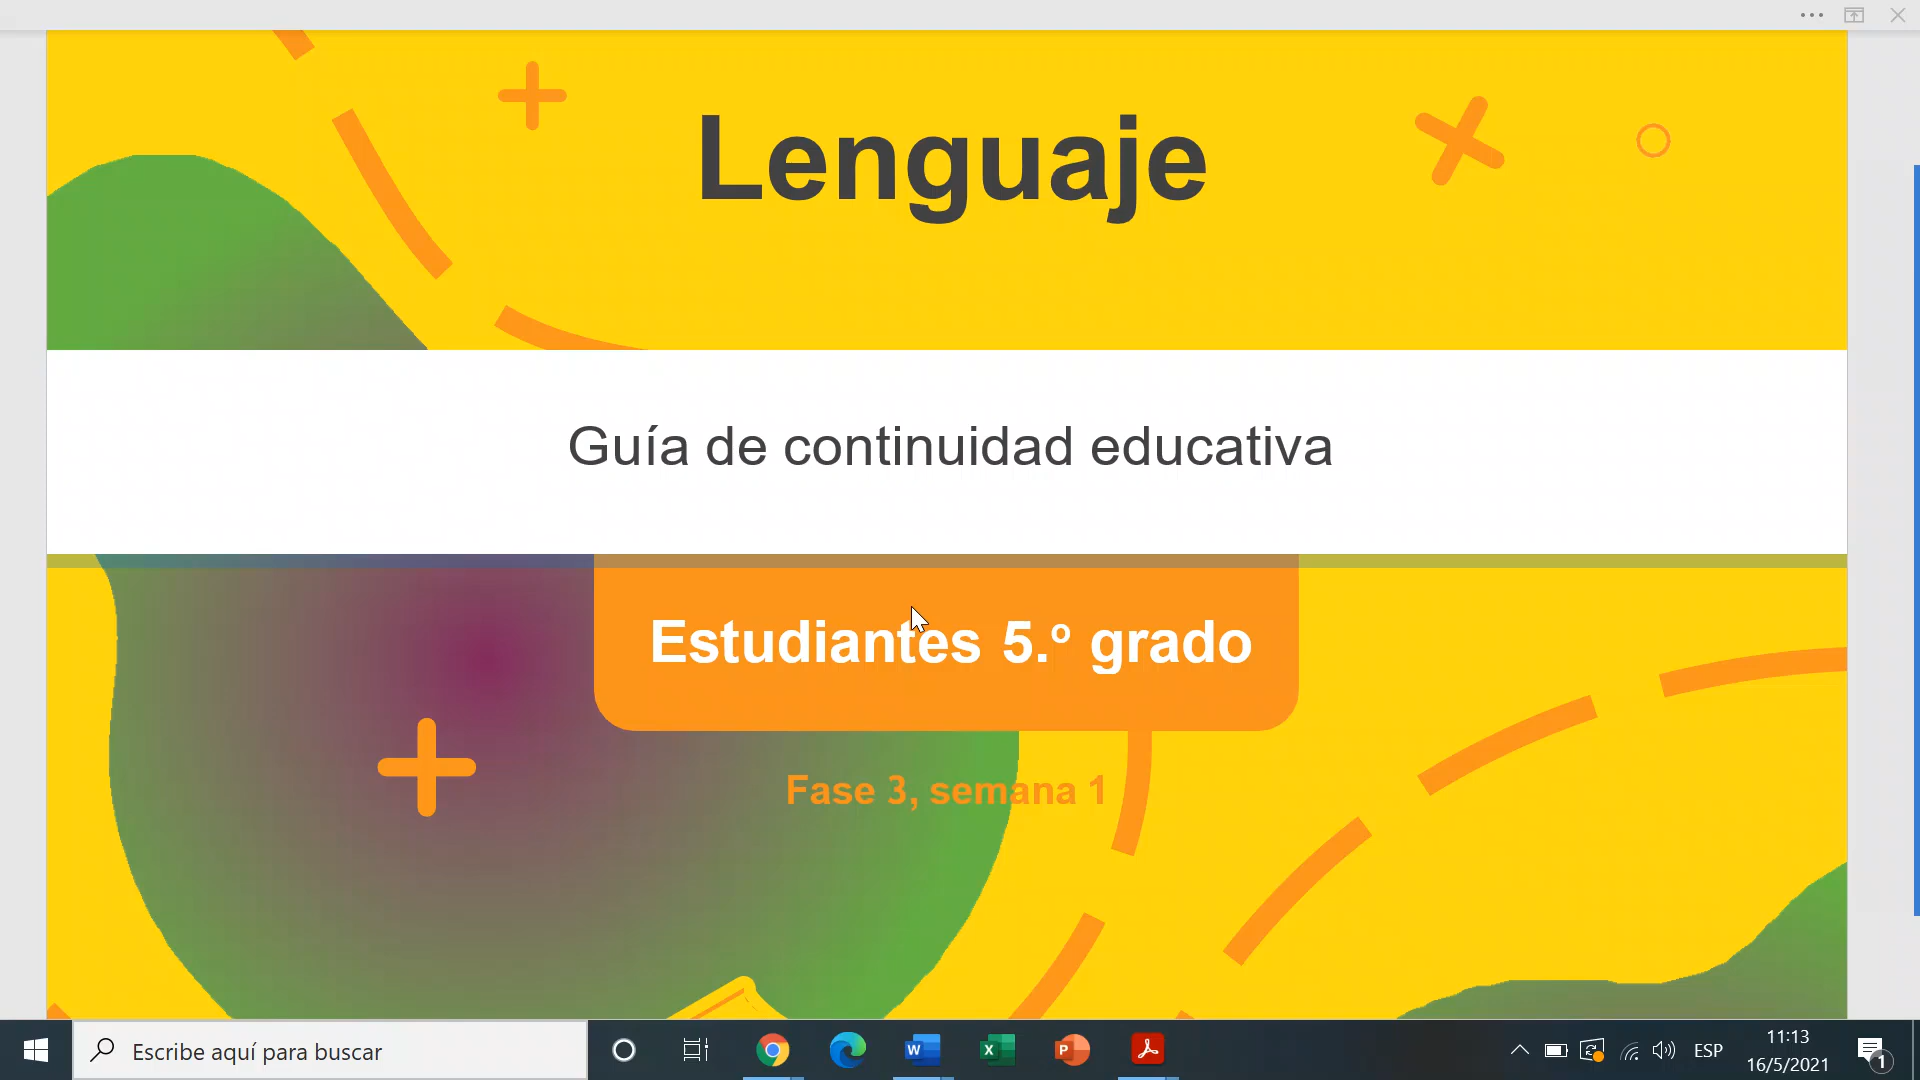 Lenguaje
Guía de continuidad educativa
Estudiantes 5.º grado
Fase 3, semana 1
Escribe aquí para buscar
W
X
P
ESP
11:13
16/5/2021
1